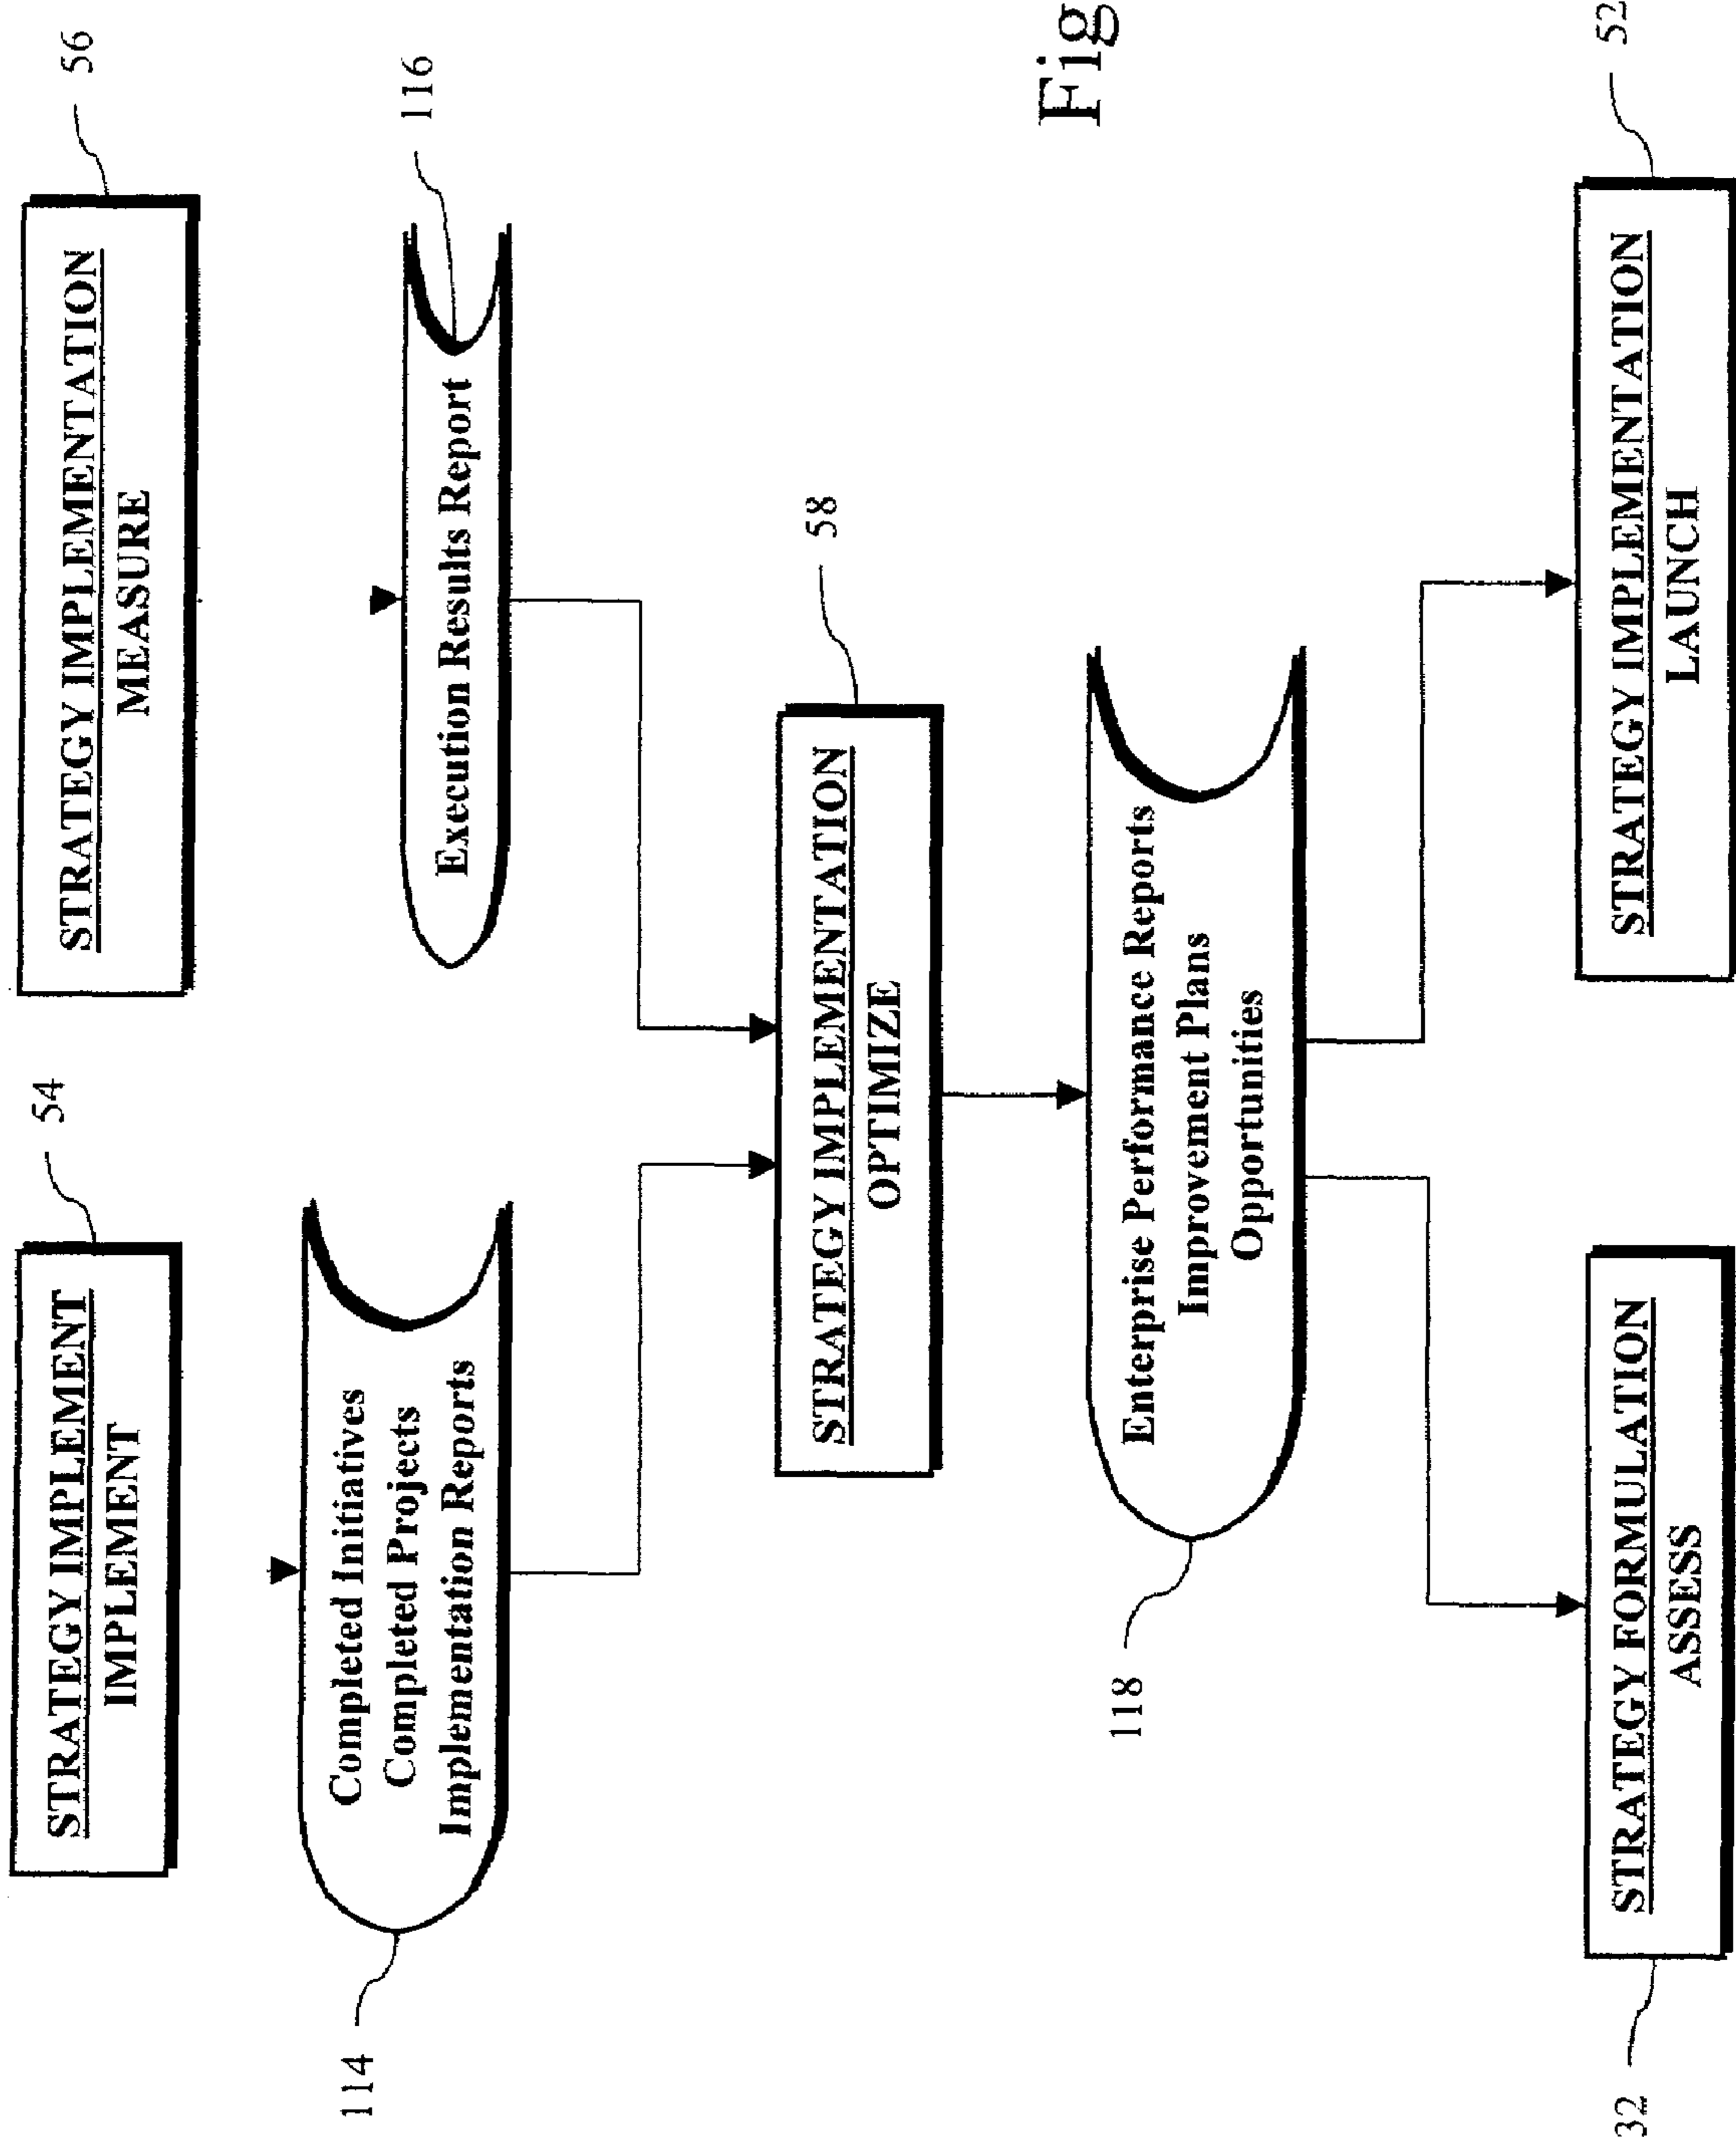 54
STRATEGY IMPLEMENT
IMPLEMENT
56
STRATEGY IMPLEMENTATION
MEASURE
114
Completed Initiatives
Completed Projects
Implementation Reports
116
Execution Results Report
58
STRATEGY IMPLEMENTATION
OPTIMIZE
118
Enterprise Performance Reports
Improvement Plans
Opportunities
Fig
32
STRATEGY FORMULATION
ASSESS
52
STRATEGY IMPLEMENTATION
LAUNCH